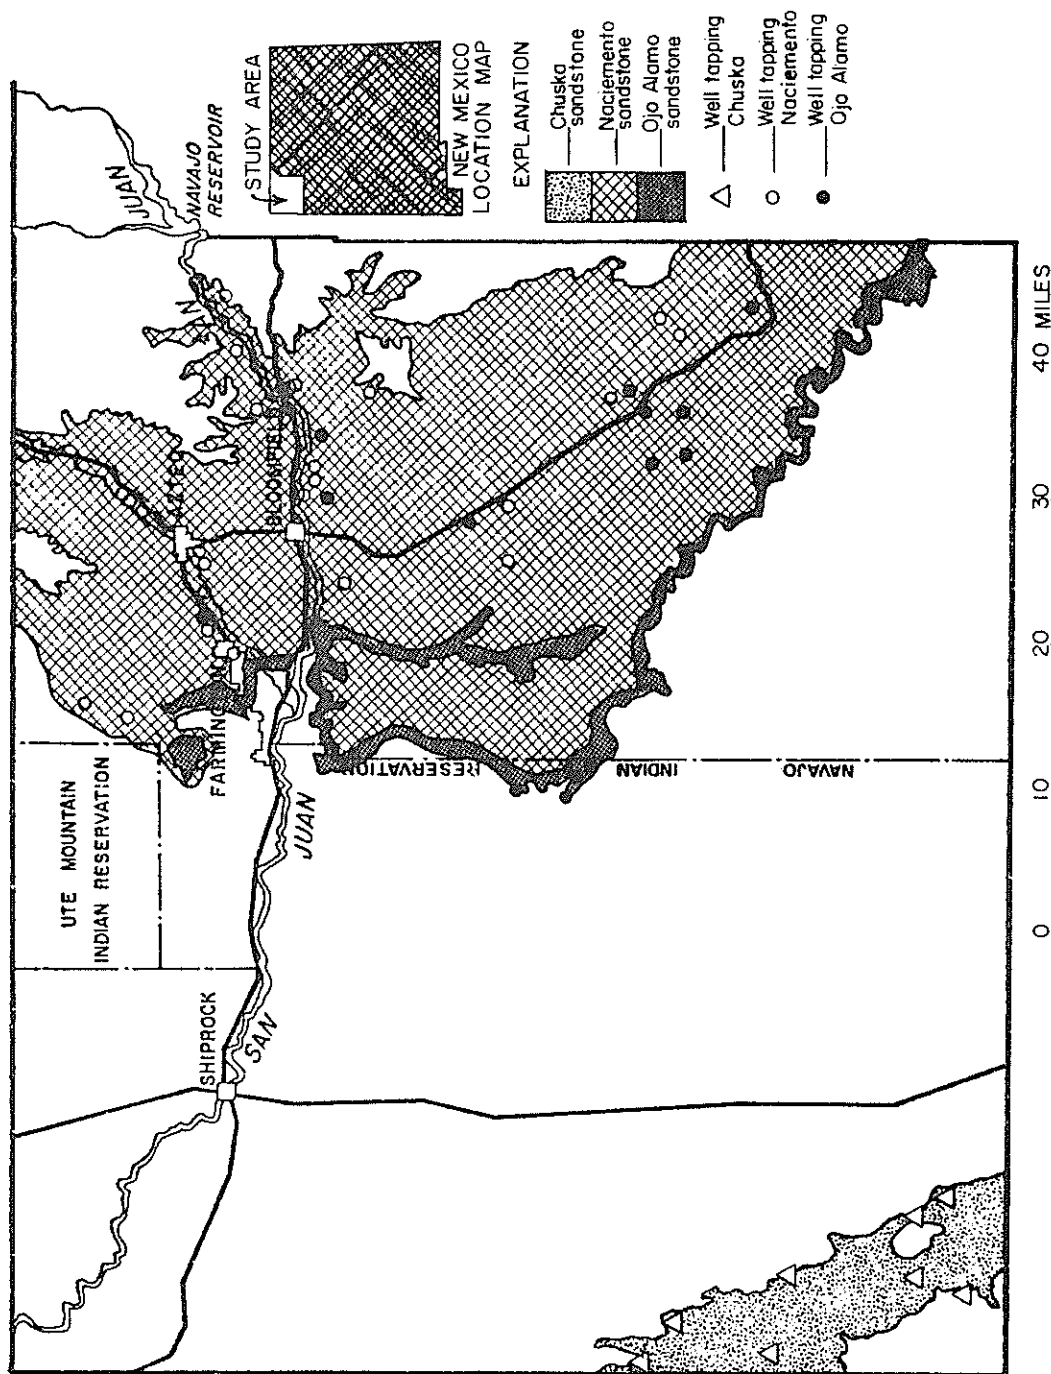 UTE MOUNTAIN
INDIAN RESERVATION
SHIPROCK
SAN
JUAN
FARMINGTON
AZTEC
BLOOMFIELD
SAN
JUAN
NAVAJO
RESERVOIR
NAVAJO
INDIAN
RESERVATION
STUDY AREA
NEW MEXICO
LOCATION MAP
EXPLANATION
Chuska
sandstone
Naciemento
sandstone
Ojo Alamo
sandstone
Well tapping
Chuska
Well tapping
Naciemento
Well tapping
Ojo Alamo
0 10 20 30 40 MILES